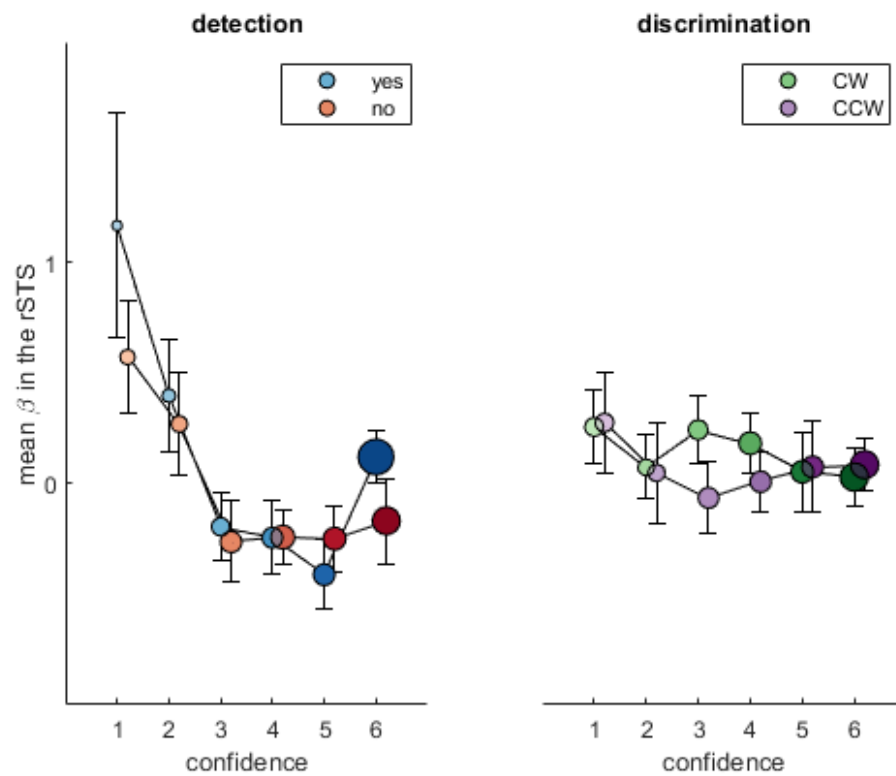 detection
yes
no
mean β in the rSTS
1
0
1 2 3 4 5 6
confidence
discrimination
CW
CCW
1 2 3 4 5 6
confidence